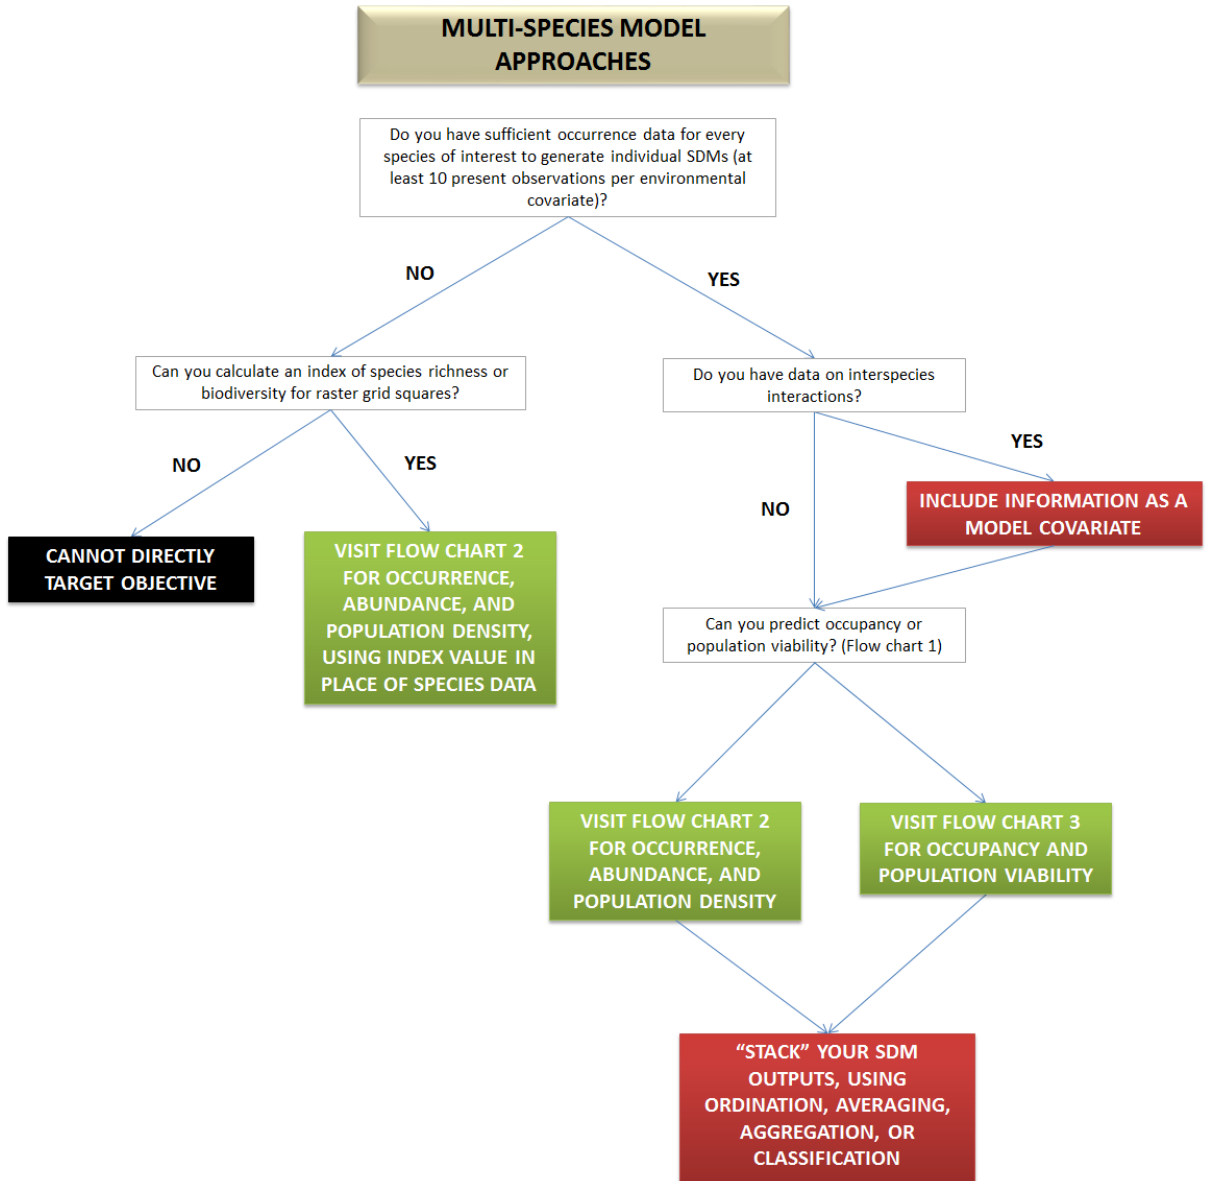 MULTI-SPECIES MODEL
APPROACHES
Do you have sufficient occurrence data for every
species of interest to generate individual SDMs (at
least 10 present observations per environmental
covariate)?
NO
YES
Can you calculate an index of species richness or
biodiversity for raster grid squares?
Do you have data on interspecies
interactions?
NO
YES
NO
YES
INCLUDE INFORMATION AS A
MODEL COVARIATE
CANNOT DIRECTLY
TARGET OBJECTIVE
VISIT FLOW CHART 2
FOR OCCURRENCE,
ABUNDANCE, AND
POPULATION DENSITY,
USING INDEX VALUE IN
PLACE OF SPECIES DATA
Can you predict occupancy or
population viability? (Flow chart 1)
VISIT FLOW CHART 2
FOR OCCURRENCE,
ABUNDANCE, AND
POPULATION DENSITY
VISIT FLOW CHART 3
FOR OCCUPANCY AND
POPULATION VIABILITY
“STACK” YOUR SDM
OUTPUTS, USING
ORDINATION, AVERAGING,
AGGREGATION, OR
CLASSIFICATION